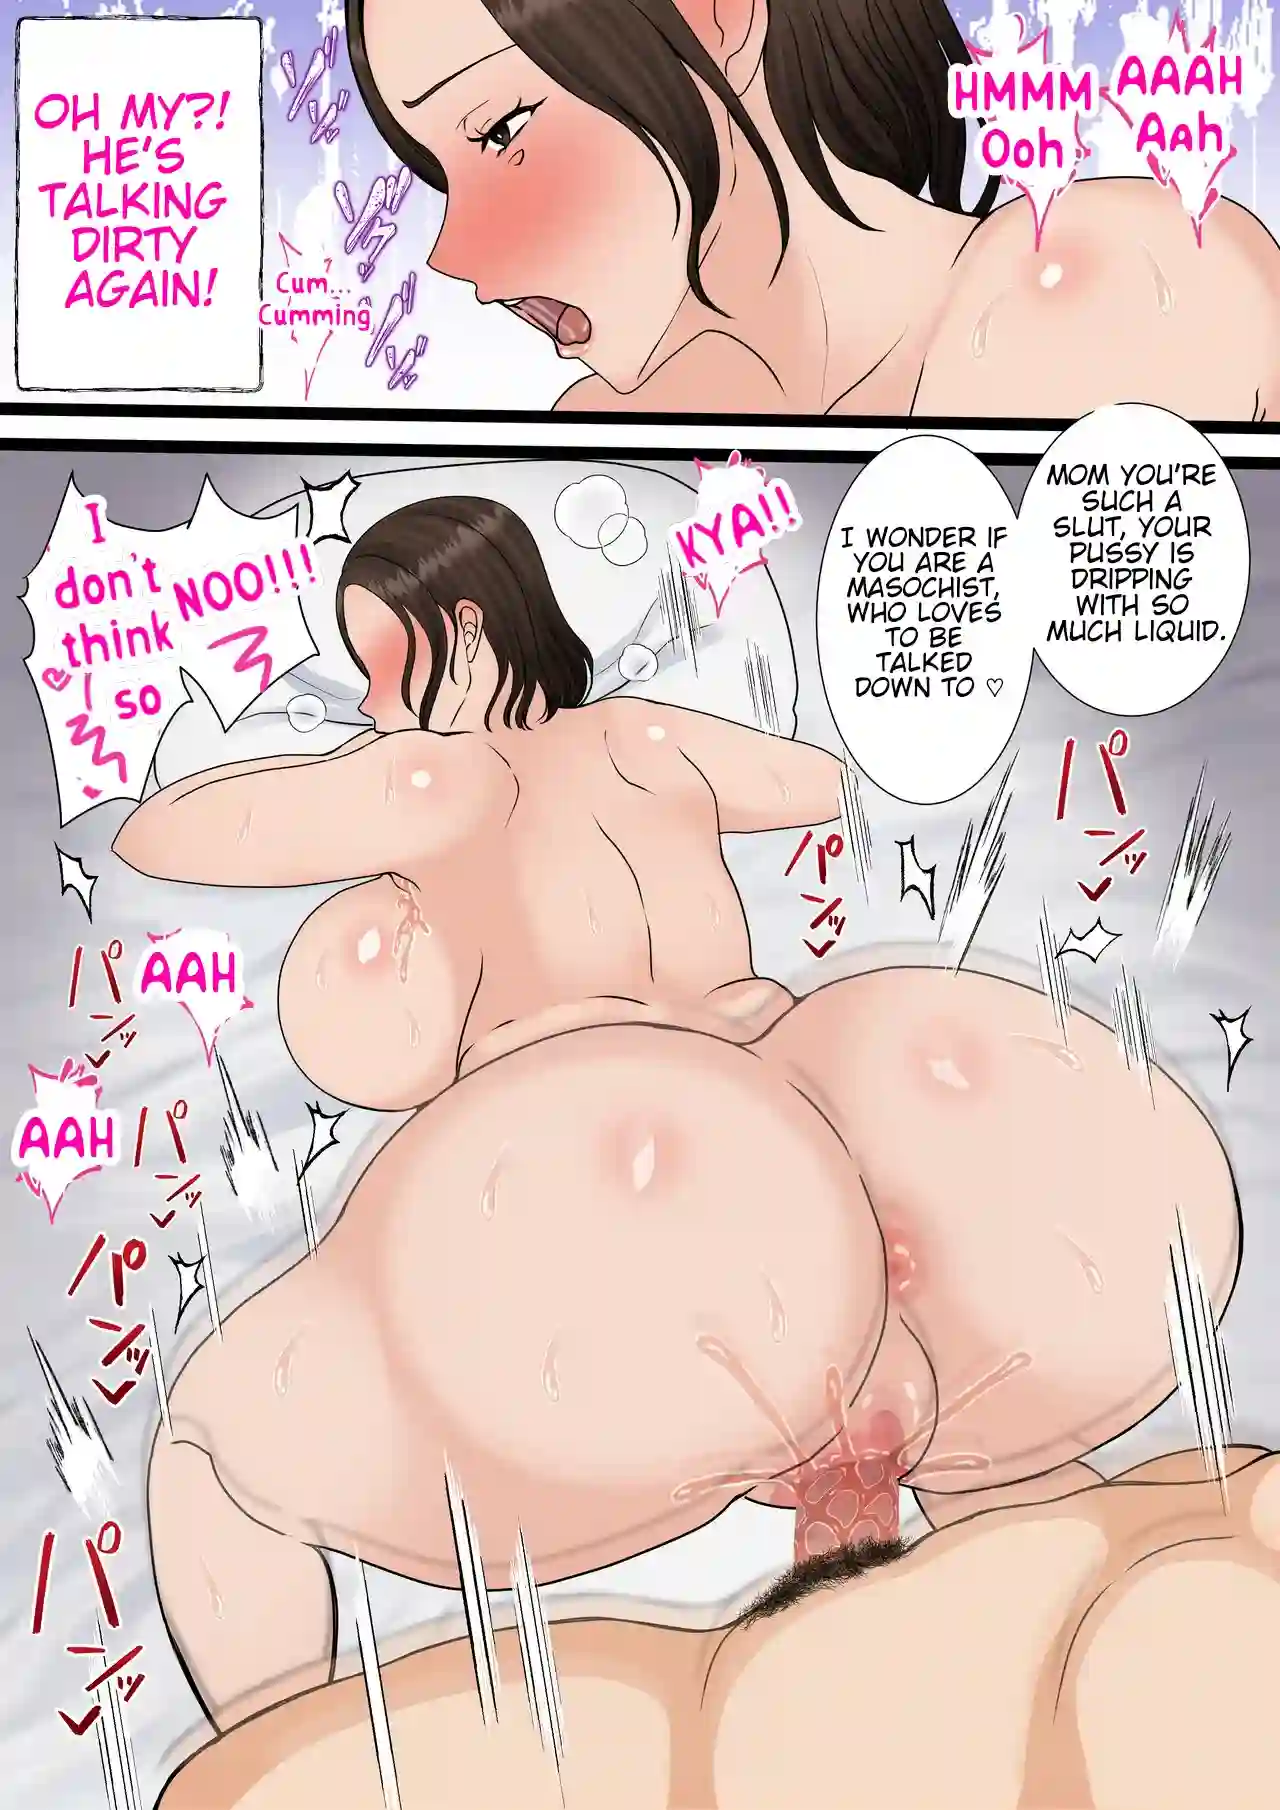 OH MY?!
HE'S
TALKING
DIRTY
AGAIN!
Cum...
Cumming
HMMM
Ooh
AAAH
Aah
MOM YOU'RE
SUCH A
SLUT, YOUR
PUSSY IS
DRIPPING
WITH SO
MUCH LIQUID.
I WONDER IF
YOU ARE A
MASOCHIST,
WHO LOVES
TO BE
TALKED
DOWN TO ♡
KYA!!
NOO!!!
I
don't
think
so
パンッ
パンッ
AAH
パンッ
AAH
パンッ
パンッ
パンッ